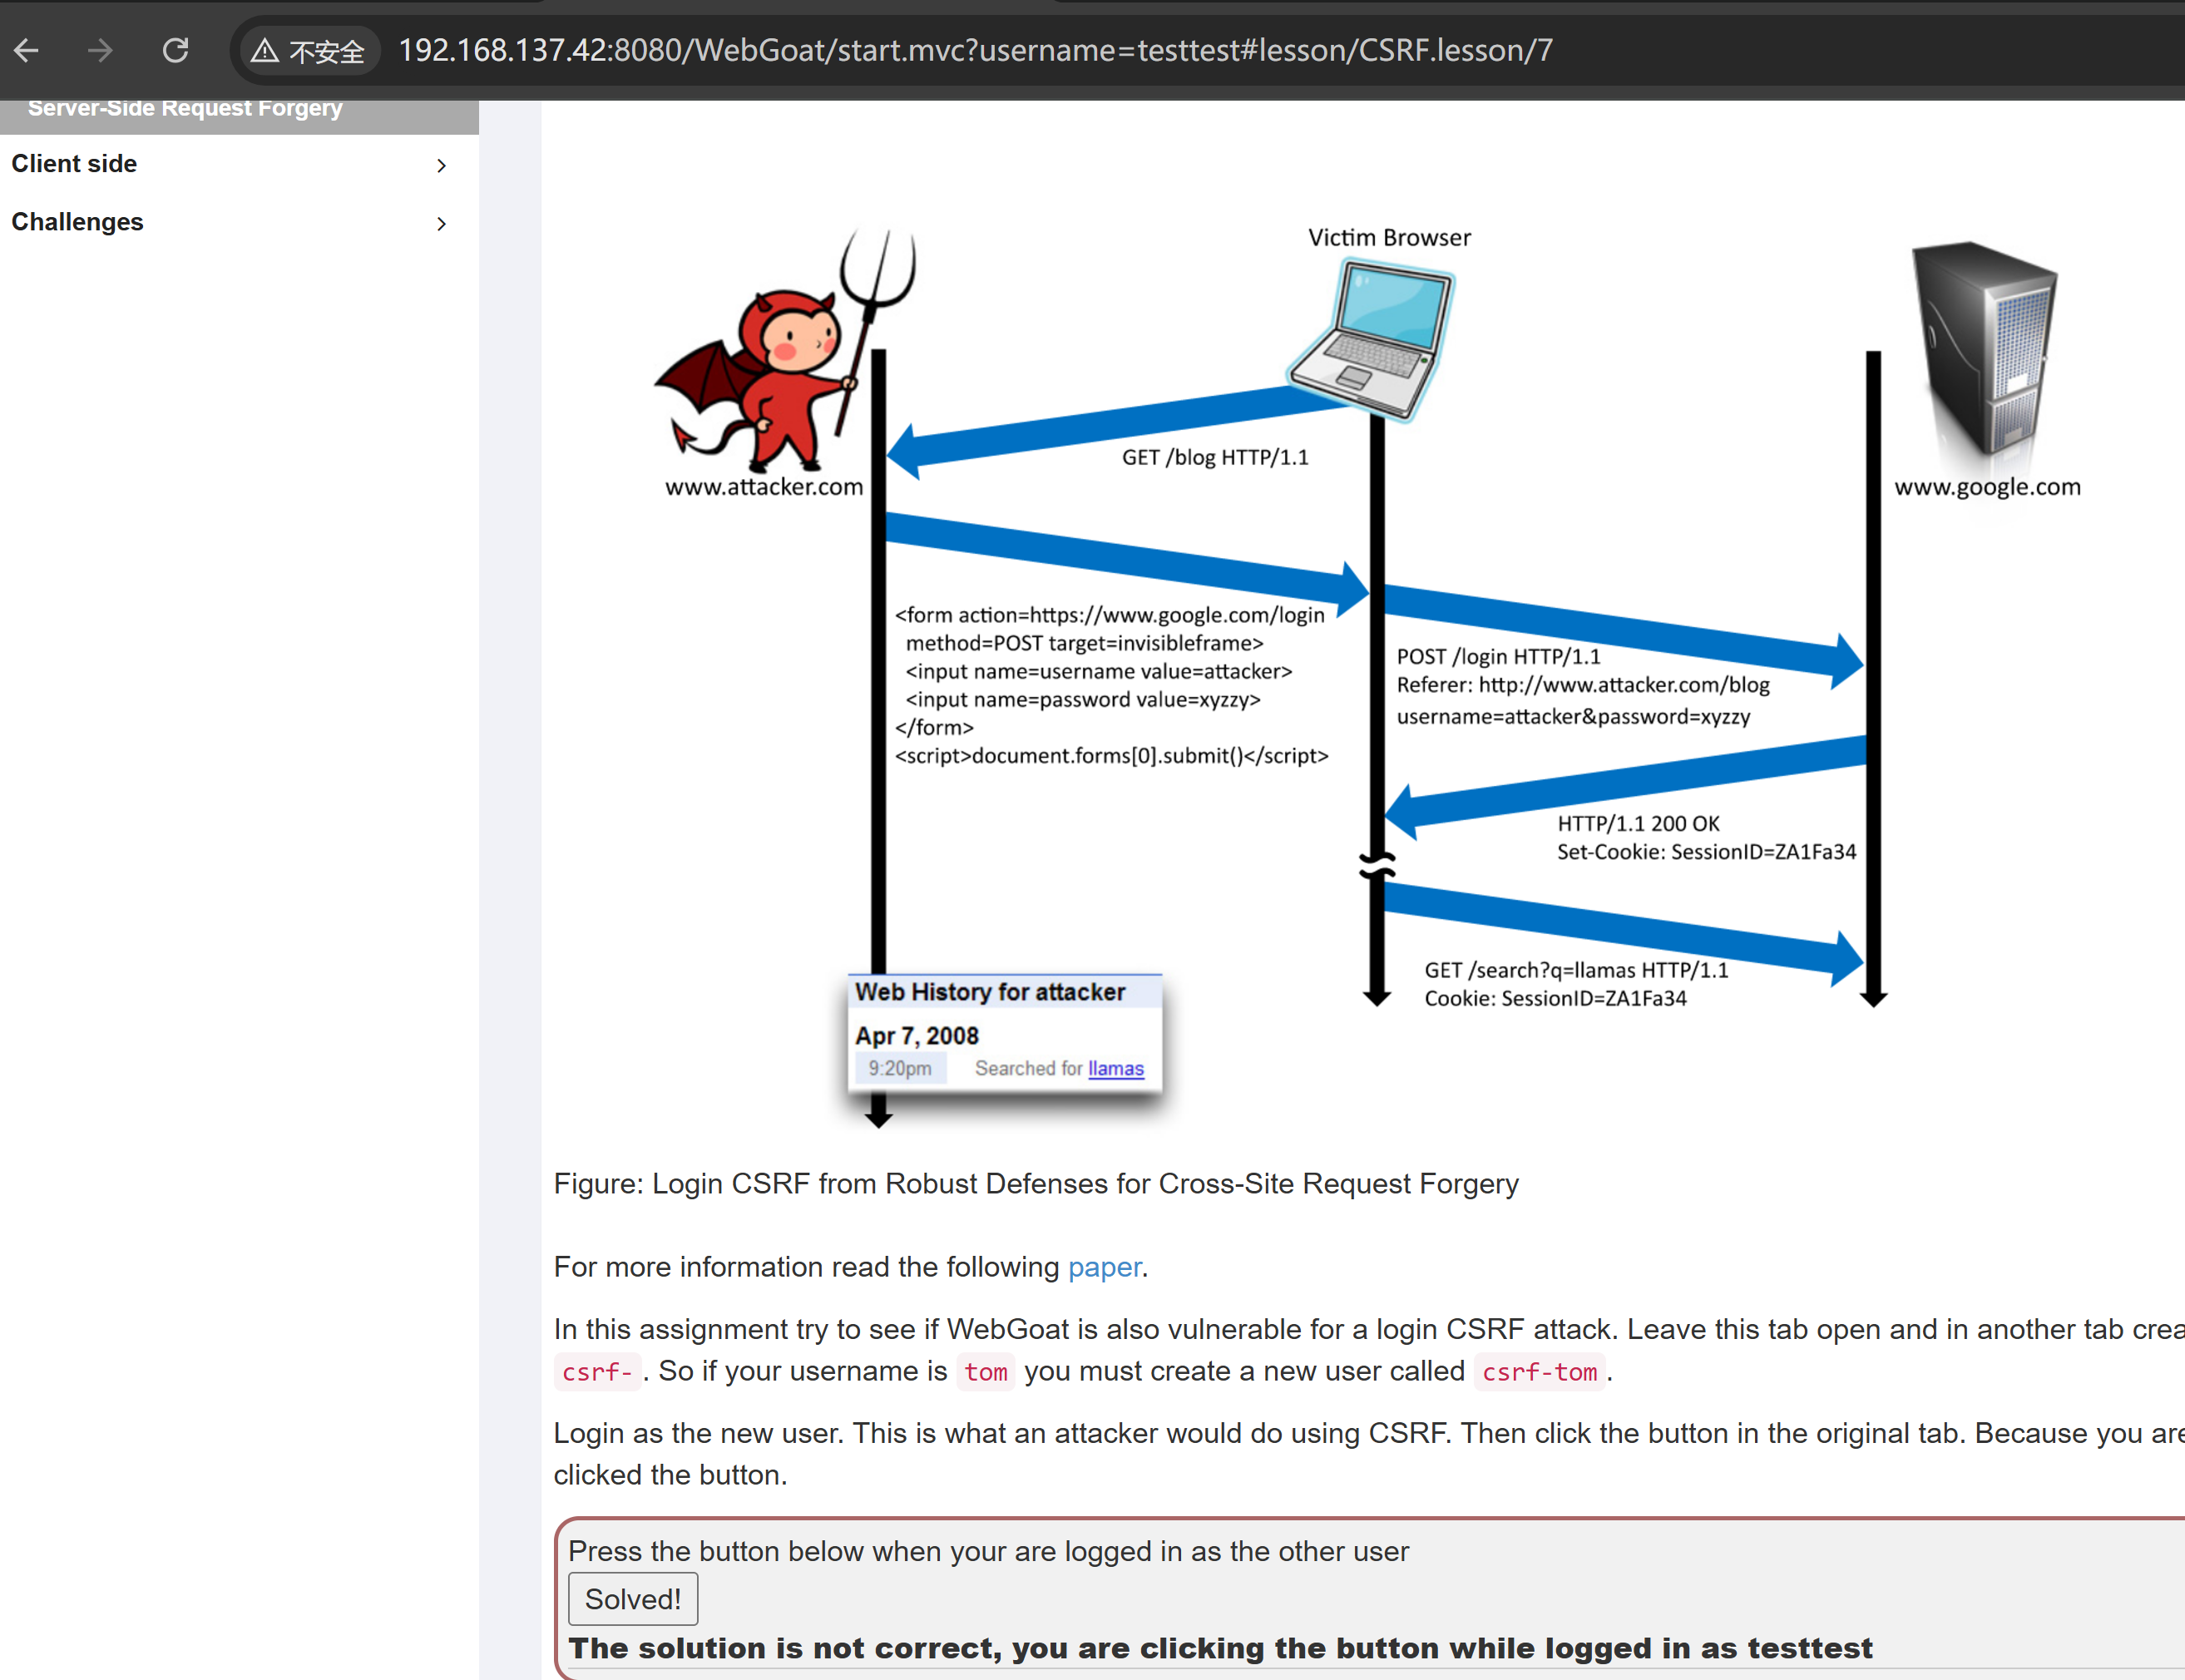 不安全 192.168.137.42:8080/WebGoat/start.mvc?username=testtest#lesson/CSRF.lesson/7
Server-Side Request Forgery
Client side
Challenges
Victim Browser
GET /blog HTTP/1.1
www.attacker.com
www.google.com
<form action=https://www.google.com/login
method=POST target=invisibleframe>
<input name=username value=attacker>
<input name=password value=xyzzy>
</form>
<script>document.forms[0].submit()</script>
POST /login HTTP/1.1
Referer: http://www.attacker.com/blog
username=attacker&password=xyzzy
HTTP/1.1 200 OK
Set-Cookie: SessionID=ZA1Fa34
GET /search?q=llamas HTTP/1.1
Cookie: SessionID=ZA1Fa34
Web History for attacker
Apr 7, 2008
9:20pm Searched for llamas
Figure: Login CSRF from Robust Defenses for Cross-Site Request Forgery
For more information read the following paper.
In this assignment try to see if WebGoat is also vulnerable for a login CSRF attack. Leave this tab open and in another tab crea
csrf- . So if your username is tom you must create a new user called csrf-tom .
Login as the new user. This is what an attacker would do using CSRF. Then click the button in the original tab. Because you are
clicked the button.
Press the button below when your are logged in as the other user
Solved!
The solution is not correct, you are clicking the button while logged in as testtest